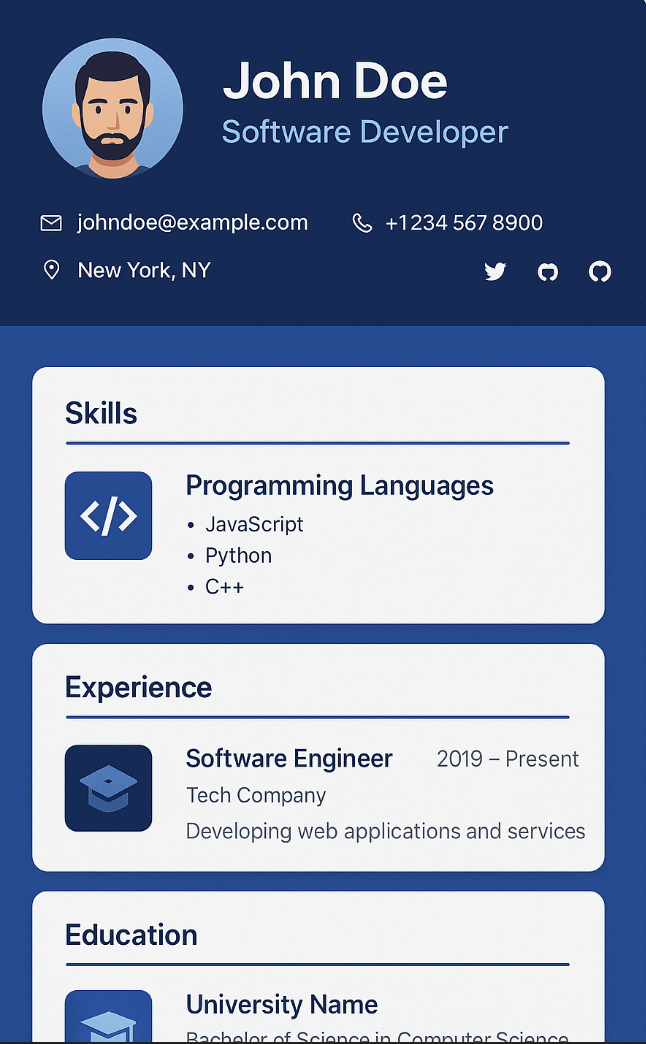 John Doe
Software Developer
johndoe@example.com
+1234 567 8900
New York, NY
Skills
</>
Programming Languages
• JavaScript
• Python
• C++
Experience
Software Engineer 2019 – Present
Tech Company
Developing web applications and services
Education
University Name
Bachelor of Science in Computer Science